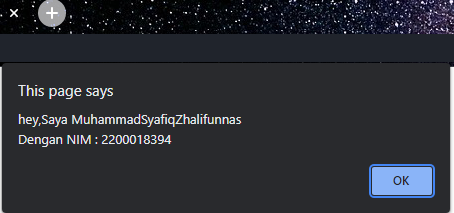 This page says
hey,Saya MuhammadSyafiqZhalifunnas
Dengan NIM : 2200018394
OK